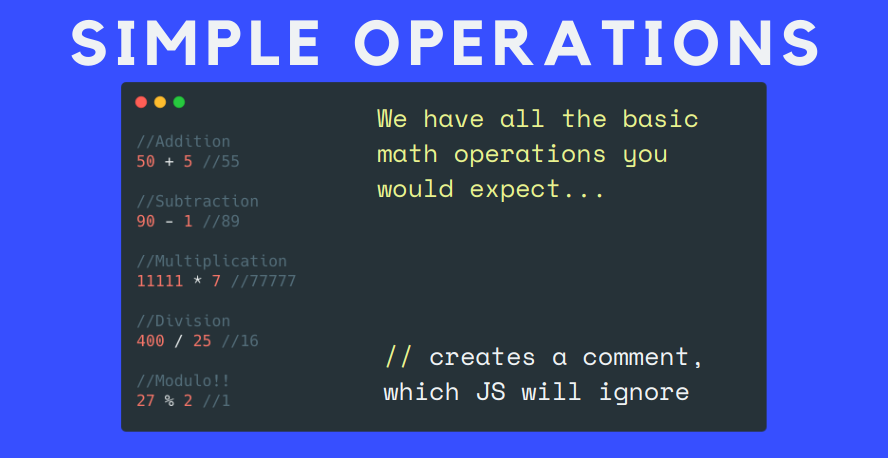 SIMPLE OPERATIONS
//Addition
50 + 5 //55
//Subtraction
90 - 1 //89
//Multiplication
11111 * 7 //77777
//Division
400 / 25 //16
//Modulo!!
27 % 2 //1
We have all the basic
math operations you
would expect...
// creates a comment,
which JS will ignore